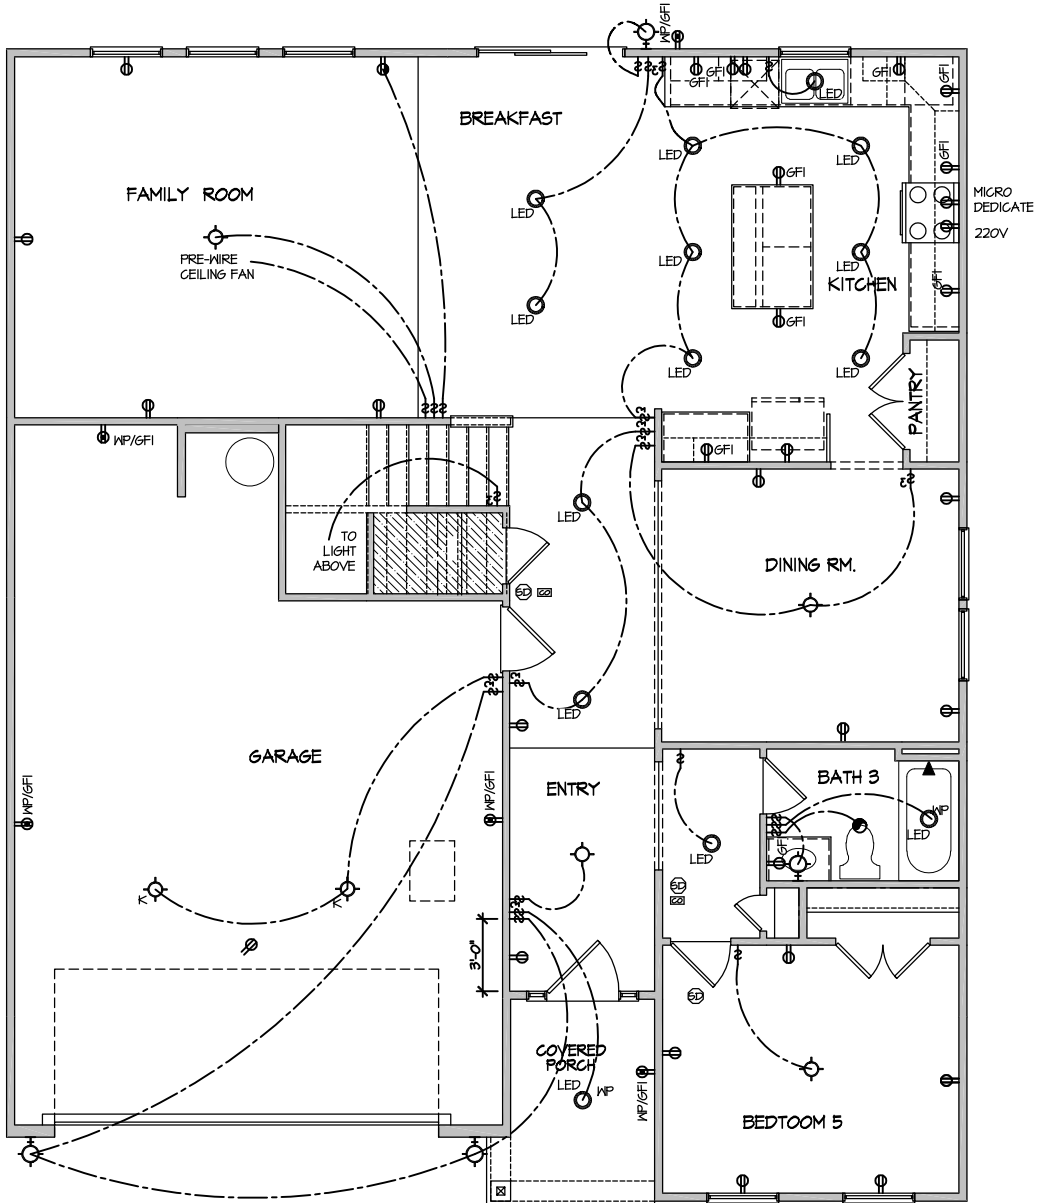 WP/GFI
GFI
GFI
GFI
GFI
LED
BREAKFAST
LED
LED
GFI
GFI
FAMILY ROOM
MICRO
DEDICATE
LED
220V
PRE-WIRE
CEILING FAN
LED
LED
KITCHEN
GFI
LED
GFI
LED
LED
PANTRY
WP/GFI
GFI
LED
TO
LIGHT
ABOVE
DINING RM.
SD
CO
LED
GARAGE
ENTRY
BATH 3
WP/GFI
WP/GFI
WP
LED
GFI
LED
SD
CO
K
K
3'-0"
SD
COVERED
PORCH
LED
WP
WP/GFI
BEDTOOM 5